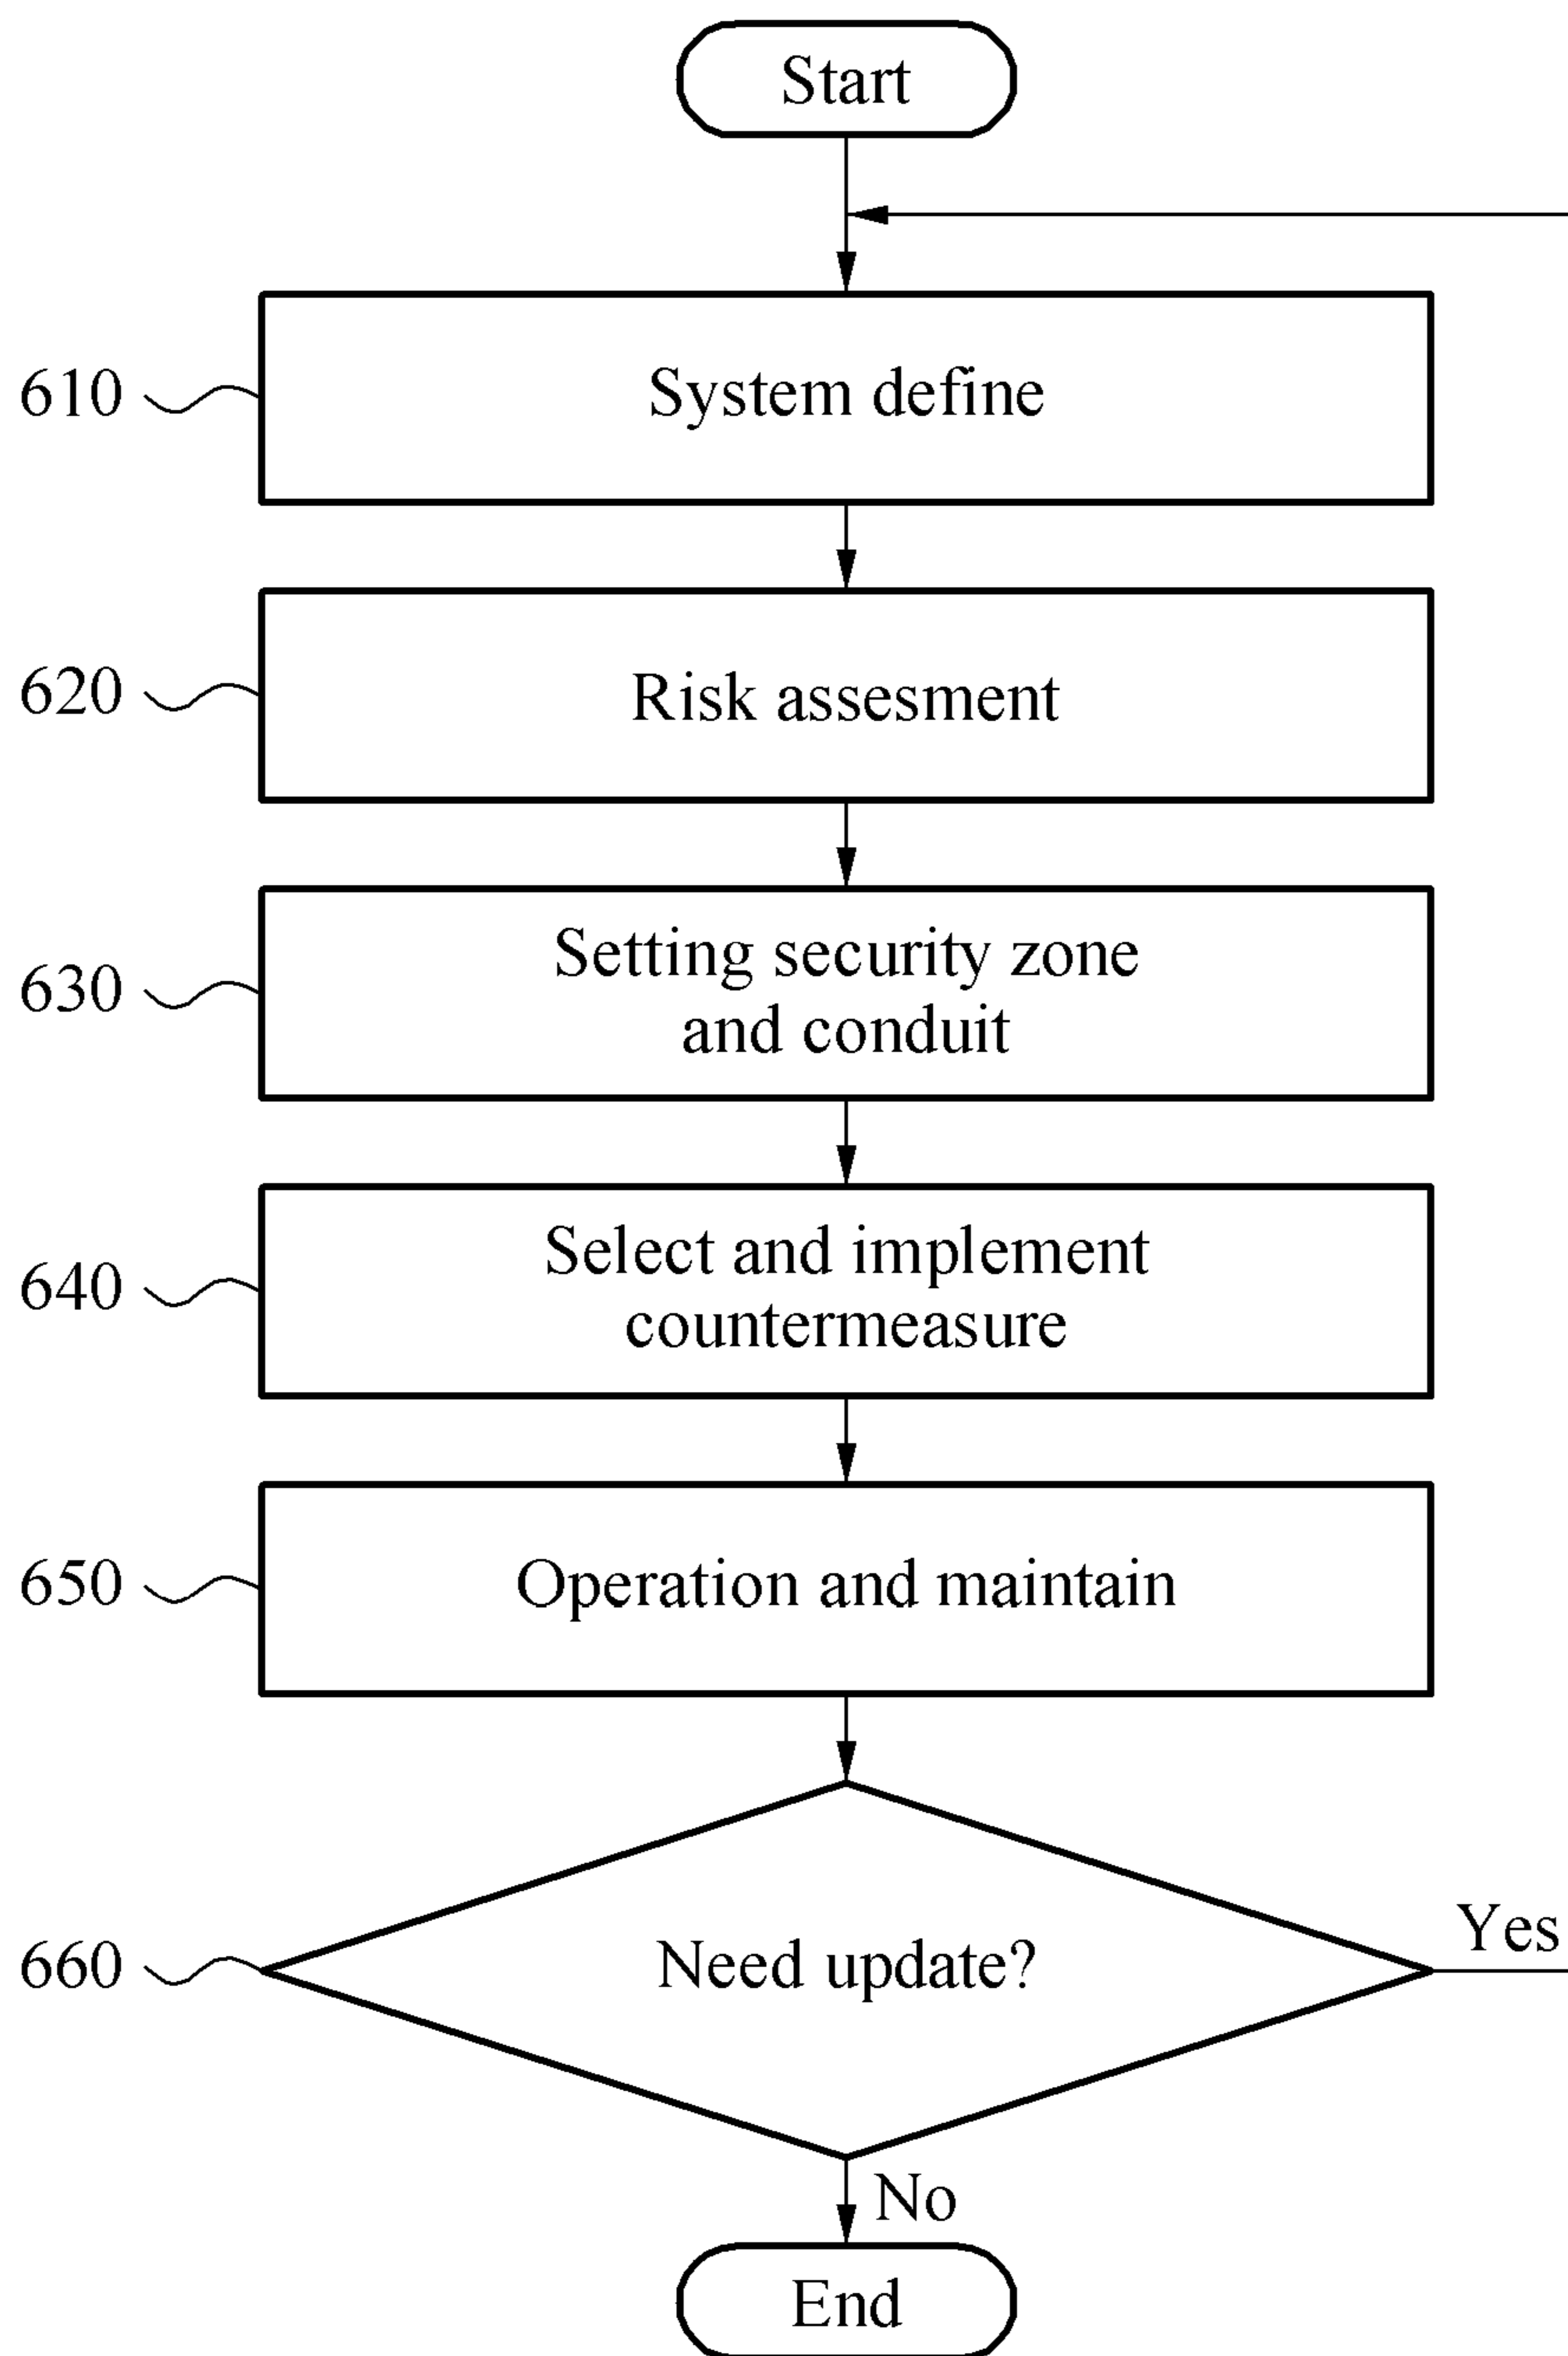 Start
610
System define
620
Risk assesment
630
Setting security zone
and conduit
640
Select and implement
countermeasure
650
Operation and maintain
660
Need update?
Yes
No
End